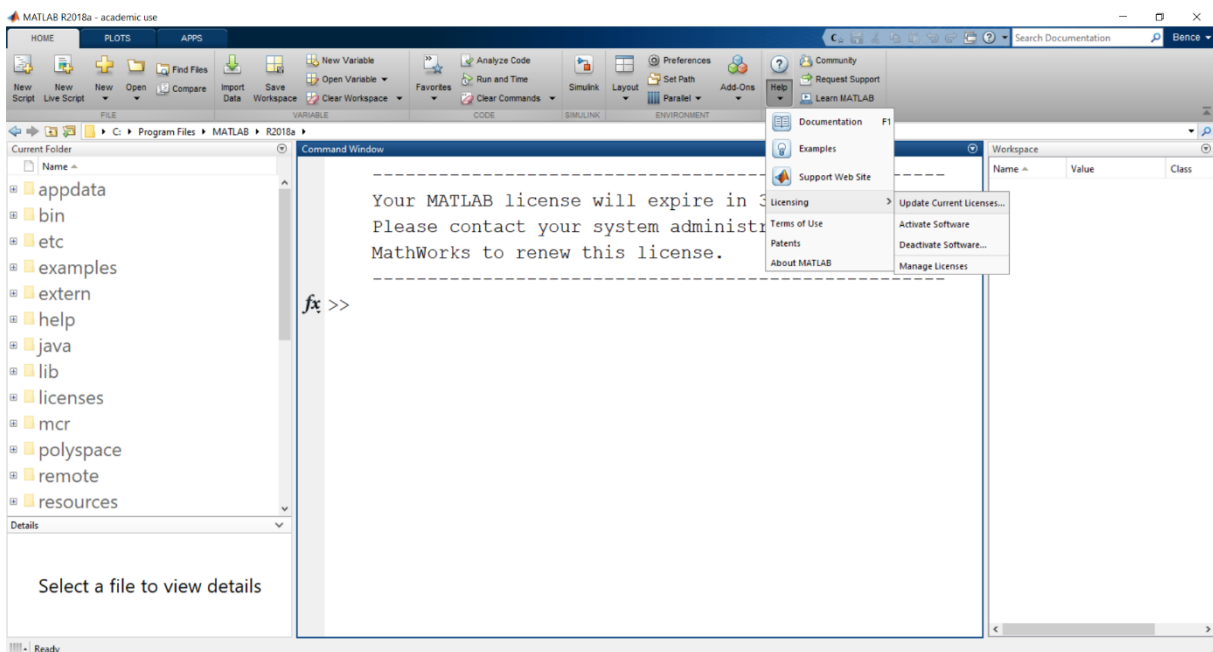 MATLAB R2018a - academic use
HOME PLOTS APPS Search Documentation Bence
New Script
New Live Script
New
Open
Find Files
Compare
Import Data
Save Workspace
New Variable
Open Variable
Clear Workspace
Favorites
Analyze Code
Run and Time
Clear Commands
Simulink
Layout
Preferences
Set Path
Parallel
Add-Ons
Help
Community
Request Support
Learn MATLAB
FILE VARIABLE CODE SIMULINK ENVIRONMENT
C: Program Files MATLAB R2018a
Current Folder
Name
appdata
bin
etc
examples
extern
help
java
lib
licenses
mcr
polyspace
remote
resources
Details
Select a file to view details
Command Window
Your MATLAB license will expire in 3
Please contact your system administr
MathWorks to renew this license.
fx >>
Documentation F1
Examples
Support Web Site
Licensing
Terms of Use
Patents
About MATLAB
Update Current Licenses...
Activate Software
Deactivate Software...
Manage Licenses
Workspace
Name Value Class
Ready